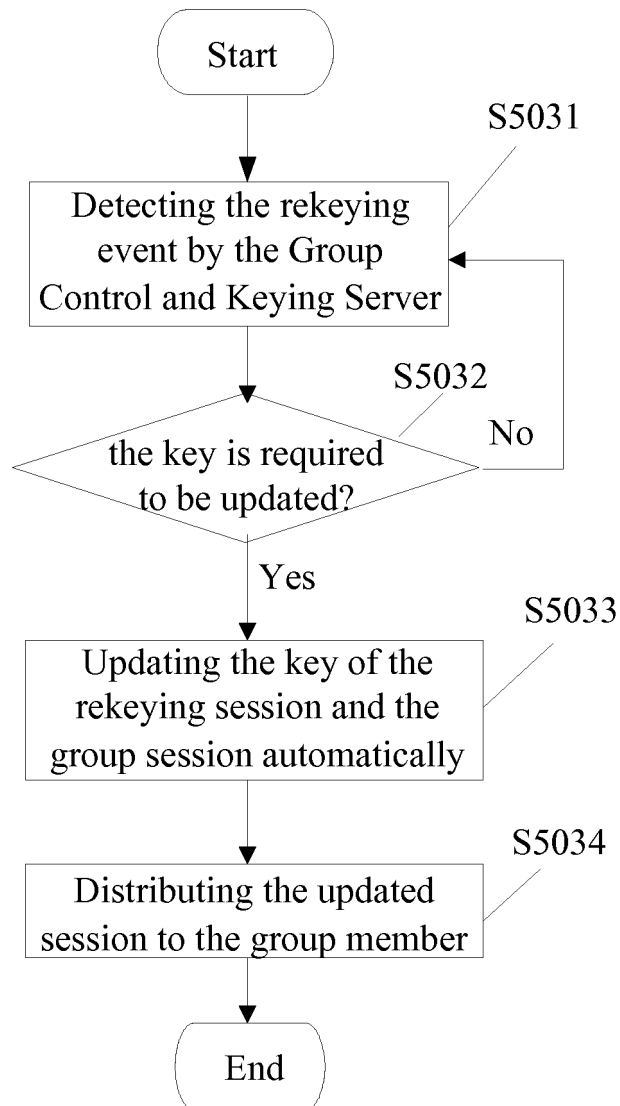 Start
S5031
Detecting the rekeying
event by the Group
Control and Keying Server
S5032
No
the key is required
to be updated?
Yes
S5033
Updating the key of the
rekeying session and the
group session automatically
S5034
Distributing the updated
session to the group member
End